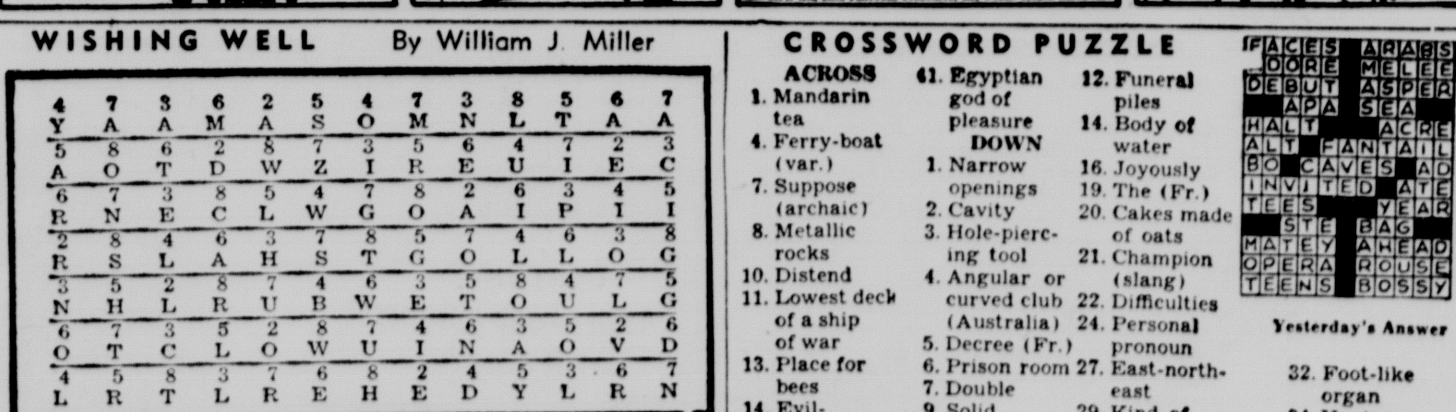 WISHING WELL By William J. Miller
4 7 3 6 2 5 4 7 3 8 5 6 7
Y A A M A S O M N L T A A
5 8 6 2 8 7 3 5 6 4 7 2 3
A O T D W Z I R E U I E C
6 7 3 8 5 4 7 8 2 6 3 4 5
R N E C L W G O A I P I I
2 8 4 6 3 7 8 5 7 4 6 3 8
R S L A H S T G O L L O G
3 5 2 8 7 4 6 3 5 8 4 7 5
N H L R U B W E T O U L G
6 7 3 5 2 8 7 4 6 3 5 2 6
O T C L O W U I N A O V D
4 5 8 3 7 6 8 2 4 5 3 6 7
L R T L R E H E D Y L R N
CROSSWORD PUZZLE
ACROSS
1. Mandarin
tea
4. Ferry-boat
(var.)
7. Suppose
(archaic)
8. Metallic
rocks
10. Distend
11. Lowest deck
of a ship
of war
13. Place for
bees
14. Evil-
41. Egyptian
god of
pleasure
DOWN
1. Narrow
openings
2. Cavity
3. Hole-pierc-
ing tool
4. Angular or
curved club
(Australia)
5. Decree (Fr.)
6. Prison room
7. Double
9. Solid
12. Funeral
piles
14. Body of
water
16. Joyously
19. The (Fr.)
20. Cakes made
of oats
21. Champion
(slang)
22. Difficulties
24. Personal
pronoun
27. East-north-
east
29. Kind of
FACES ARABS
DORE MELEE
DEBUT ASPER
APA SEA
HALT ACRE
ALT FANTAIL
BO CAVES AD
INVITED ATE
TEES YEAR
STE BAG
MATEY AHEAD
OPERA ROUSE
TEENS BOSSY
Yesterday's Answer
32. Foot-like
organ